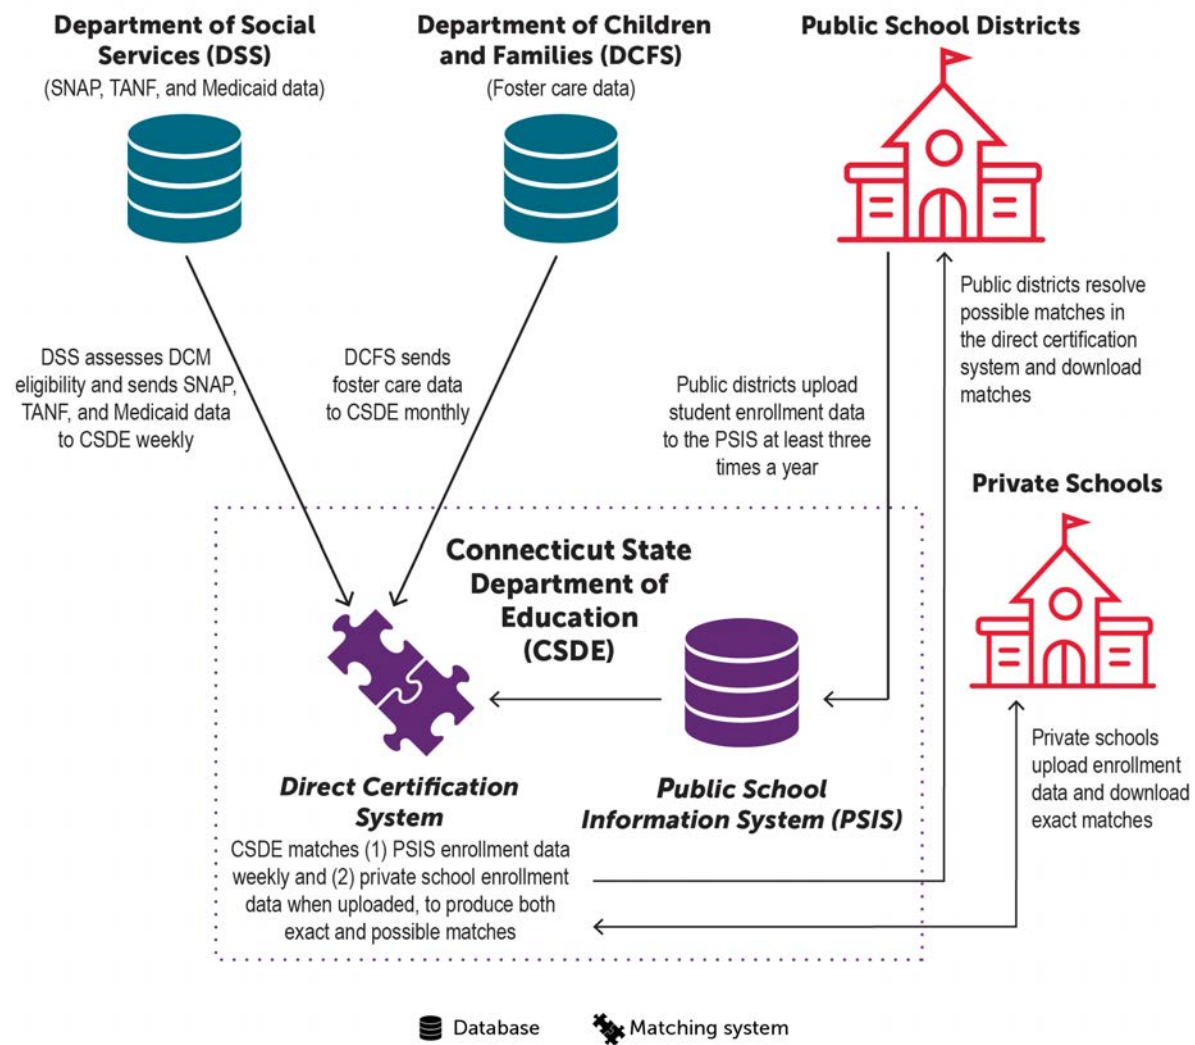 Department of Social
Services (DSS)
(SNAP, TANF, and Medicaid data)
Department of Children
and Families (DCFS)
(Foster care data)
Public School Districts
DSS assesses DCM
eligibility and sends SNAP,
TANF, and Medicaid data
to CSDE weekly
DCFS sends
foster care data
to CSDE monthly
Public districts upload
student enrollment data
to the PSIS at least three
times a year
Public districts resolve
possible matches in
the direct certification
system and download
matches
Private Schools
Connecticut State
Department of
Education
(CSDE)
Direct Certification
System
CSDE matches (1) PSIS enrollment data
weekly and (2) private school enrollment
data when uploaded, to produce both
exact and possible matches
Public School
Information System (PSIS)
Private schools
upload enrollment
data and download
exact matches
Database
Matching system